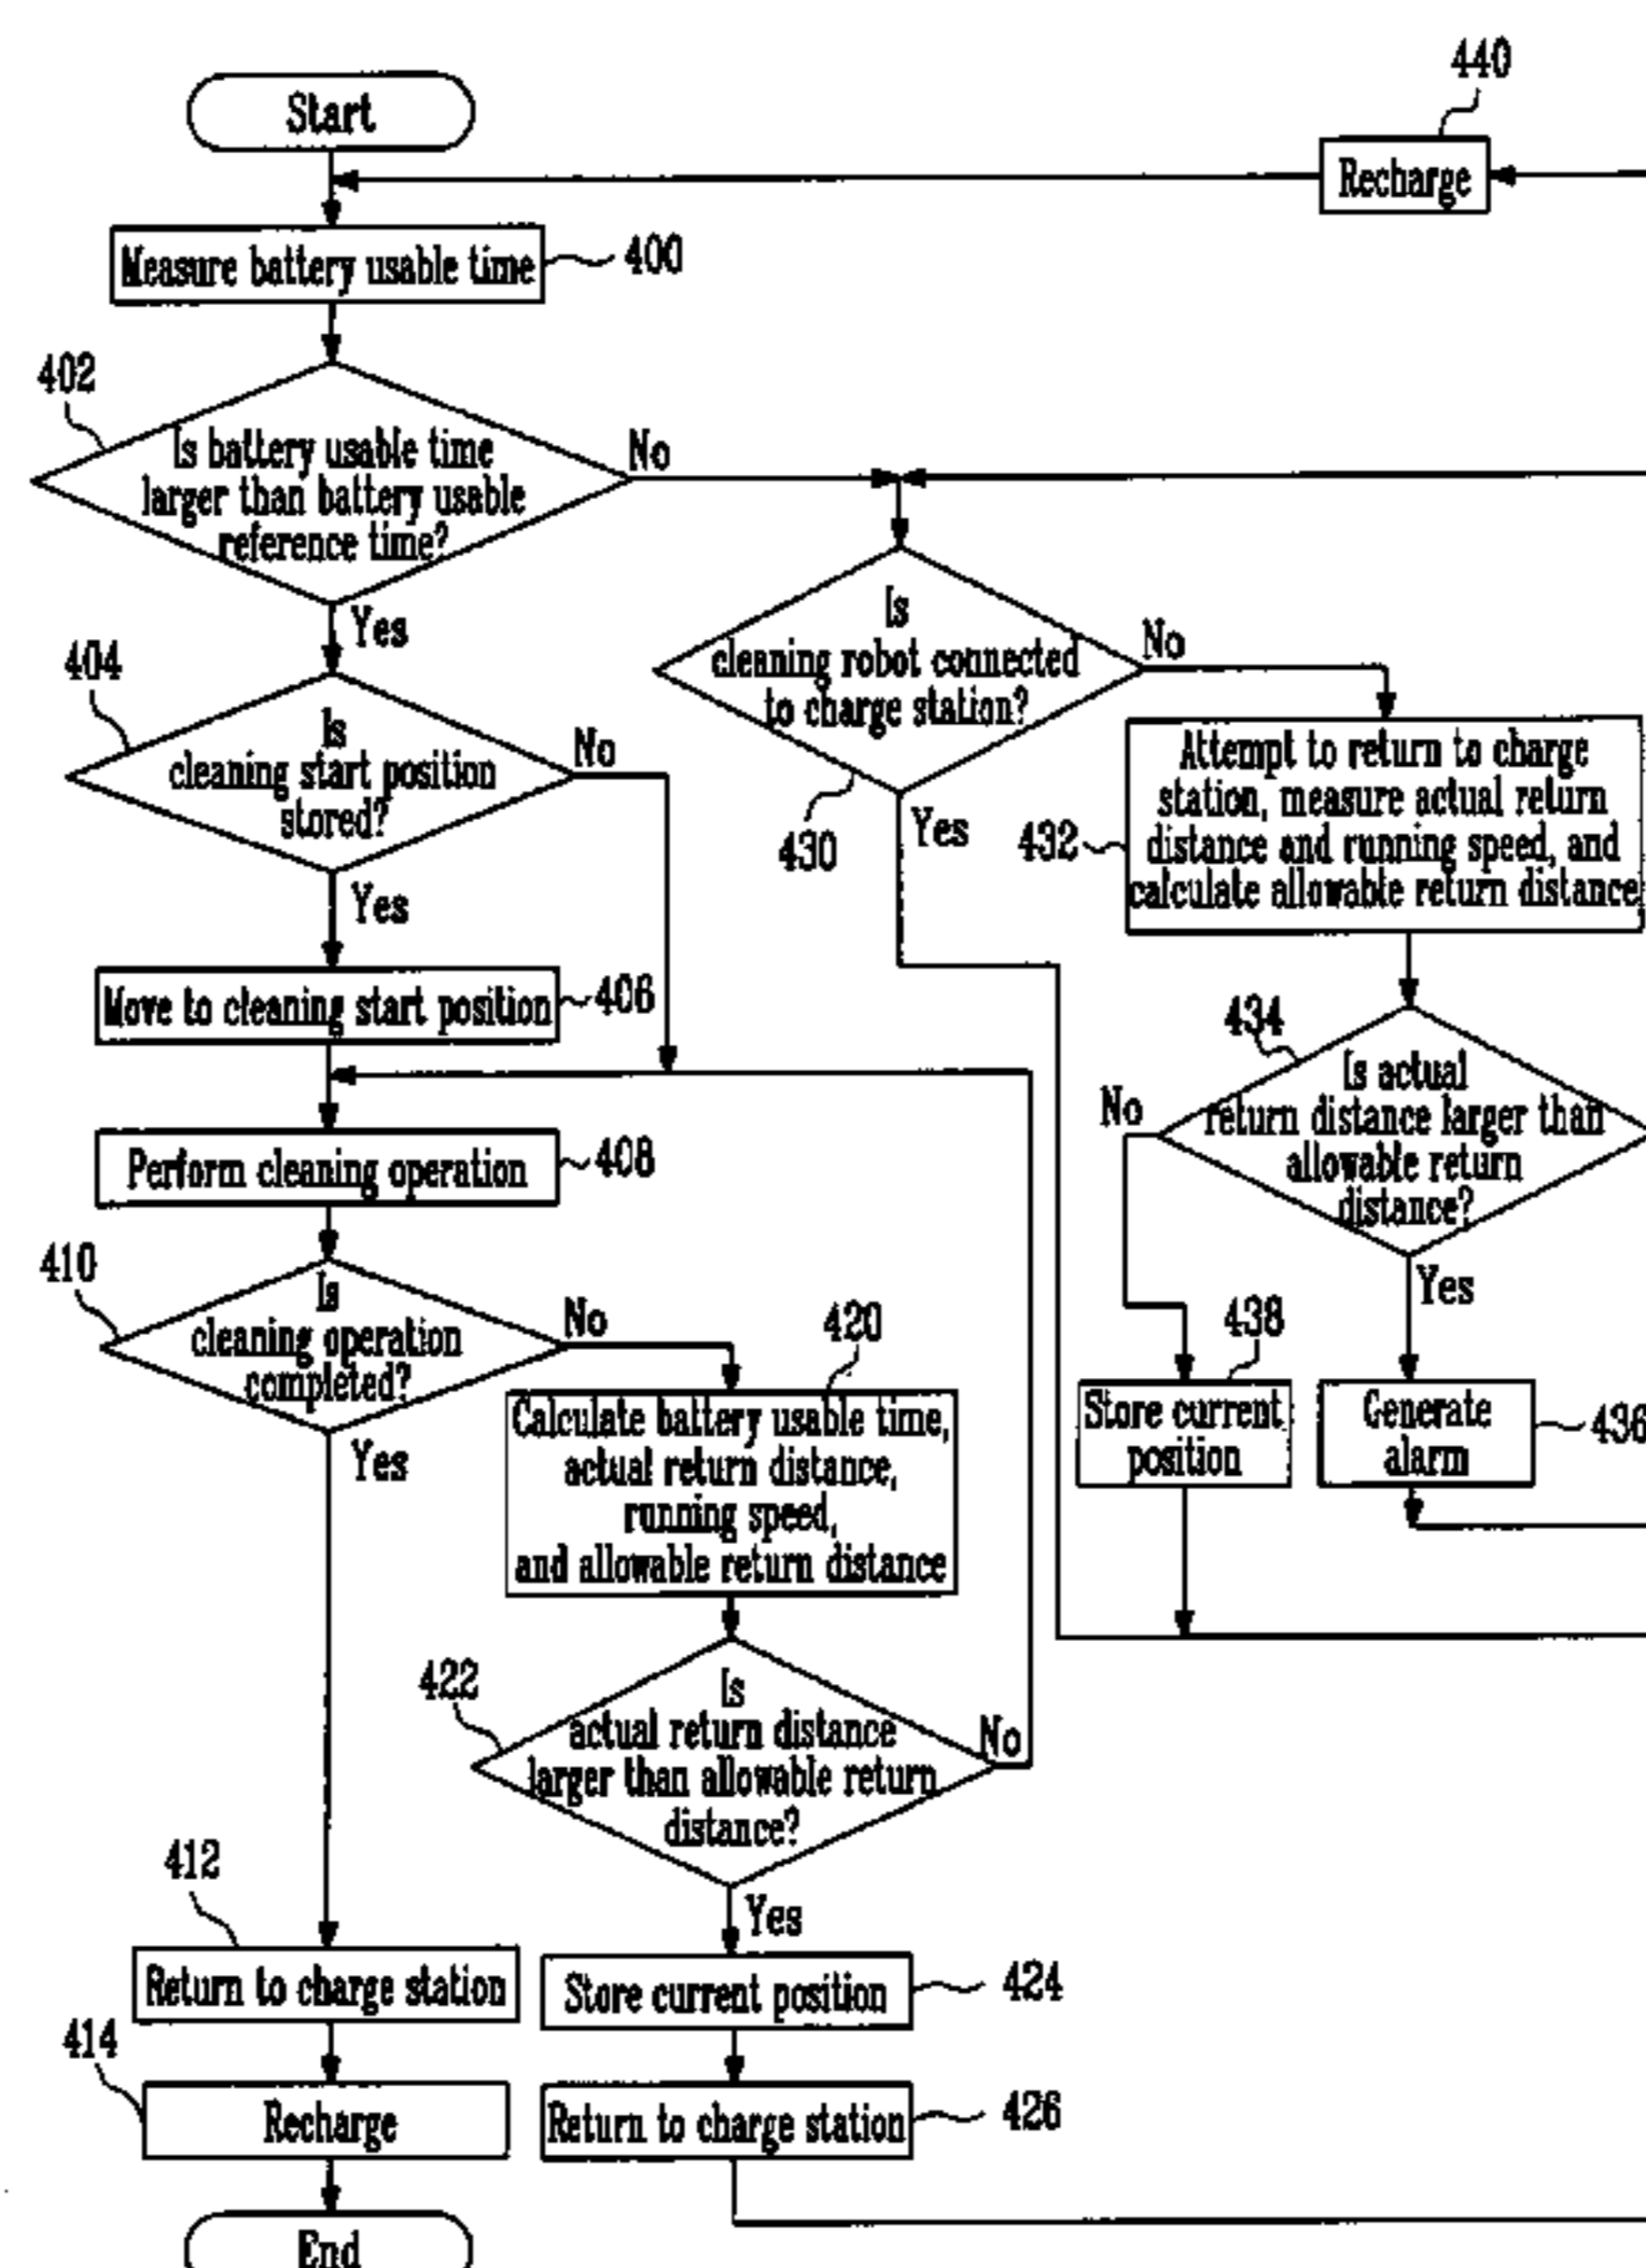 Start
440
Recharge
Measure battery usable time
400
402
Is battery usable time
larger than battery usable
reference time?
No
Yes
404
Is
cleaning start position
stored?
No
Yes
Is
cleaning robot connected
to charge station?
No
430
Yes
432
Attempt to return to charge
station, measure actual return
distance and running speed, and
calculate allowable return distance
Move to cleaning start position
406
434
Is actual
return distance larger than
allowable return
distance?
No
Yes
Perform cleaning operation
408
410
Is
cleaning operation
completed?
No
Yes
420
Calculate battery usable time,
actual return distance,
running speed,
and allowable return distance
438
Store current
position
Generate
alarm
436
422
Is
actual return distance
larger than allowable return
distance?
No
Yes
412
Return to charge station
Store current position
424
414
Recharge
Return to charge station
426
End